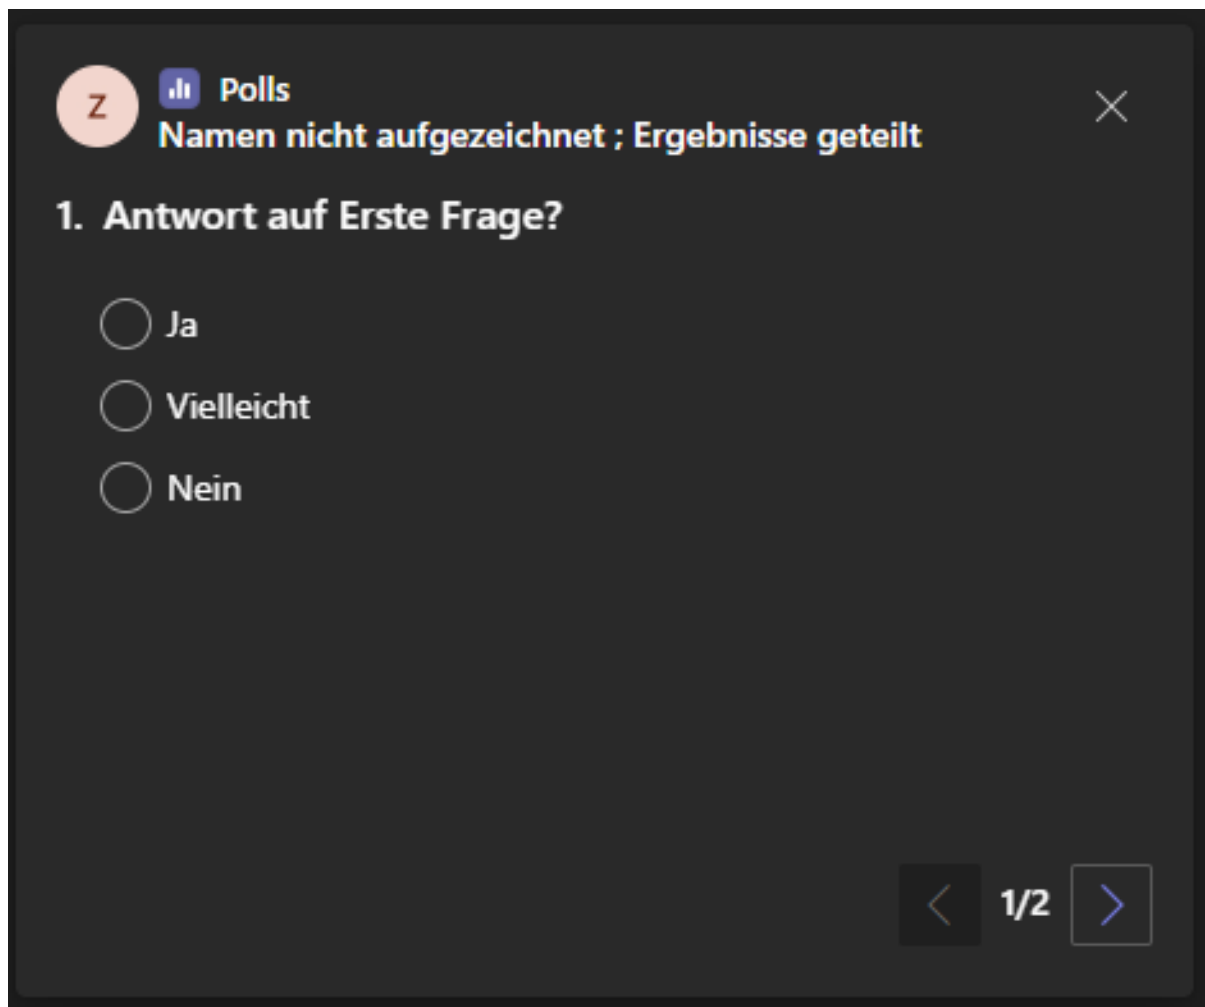 Z
Polls
Namen nicht aufgezeichnet ; Ergebnisse geteilt
1. Antwort auf Erste Frage?
Ja
Vielleicht
Nein
1/2